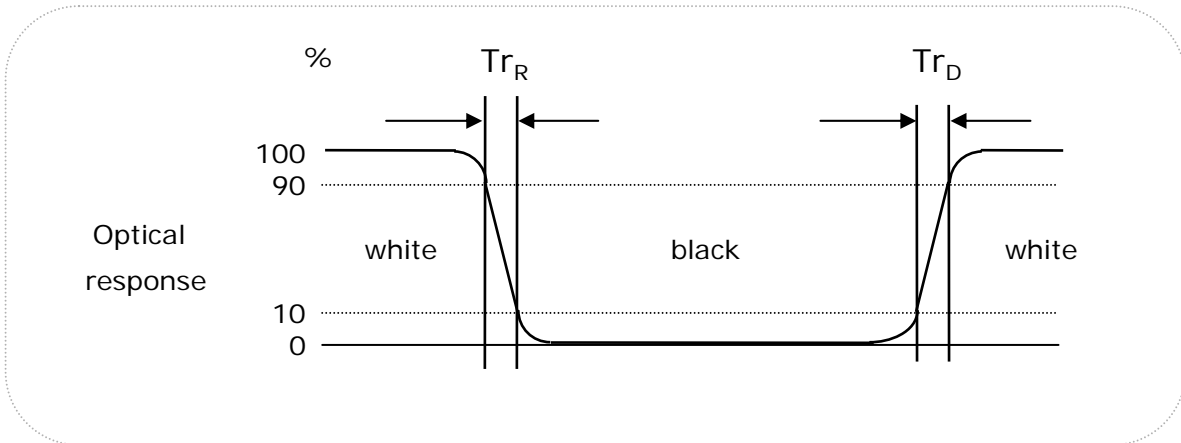 %
Tr_R
Tr_D
100
90
Optical
response
white
black
white
10
0